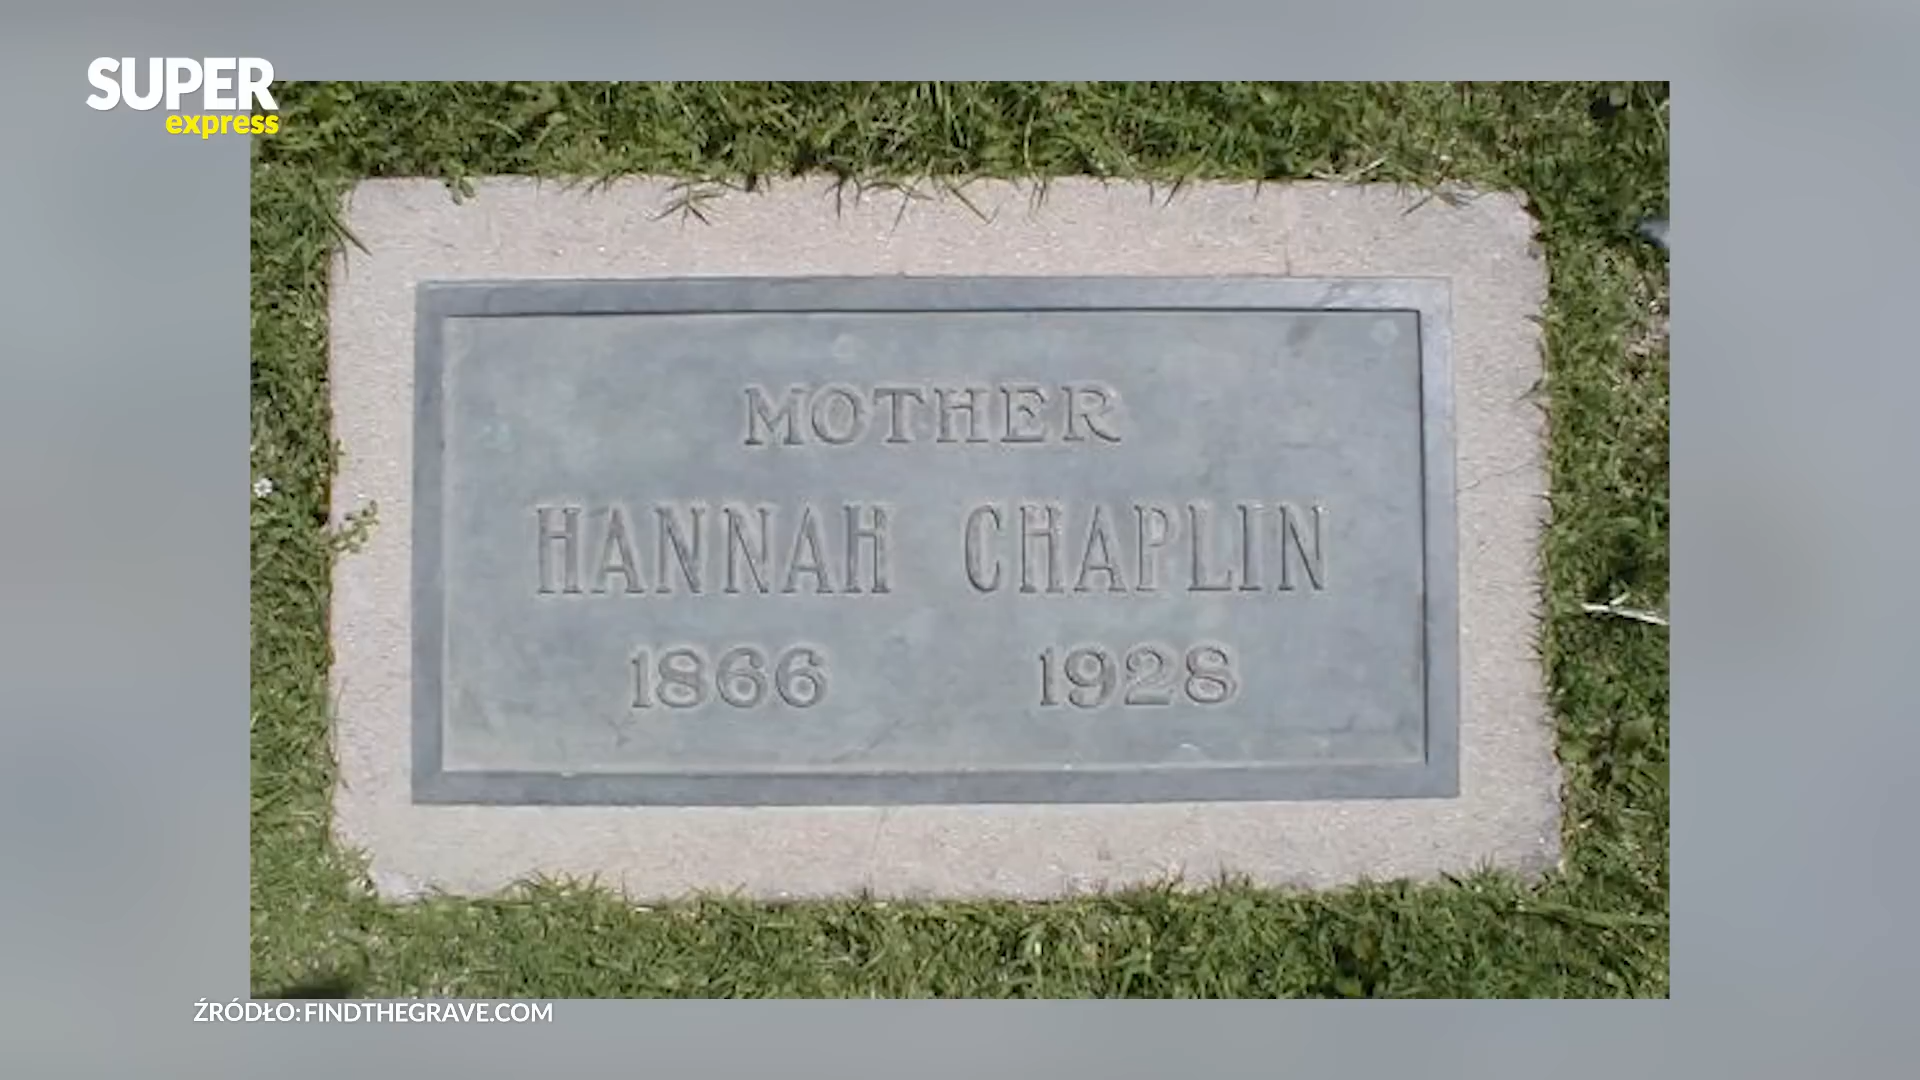 SUPER
express
MOTHER
HANNAH CHAPLIN
1866 1928
ŹRÓDŁO: FINDTHEGRAVE.COM